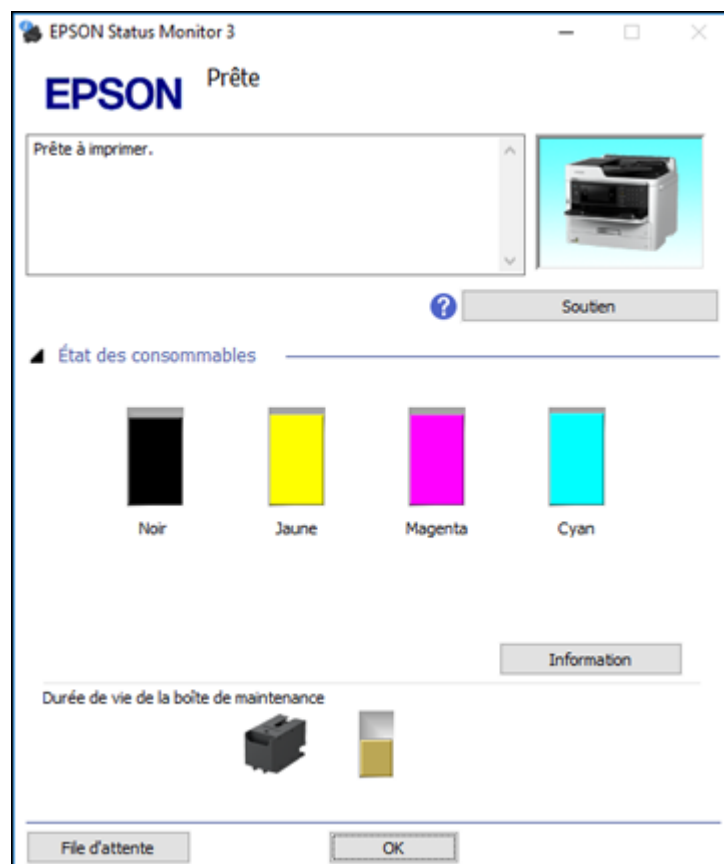 EPSON Status Monitor 3
EPSON
Prête
Prête à imprimer.
?
Soutien
État des consommables
Noir
Jaune
Magenta
Cyan
Information
Durée de vie de la boîte de maintenance
File d'attente
OK